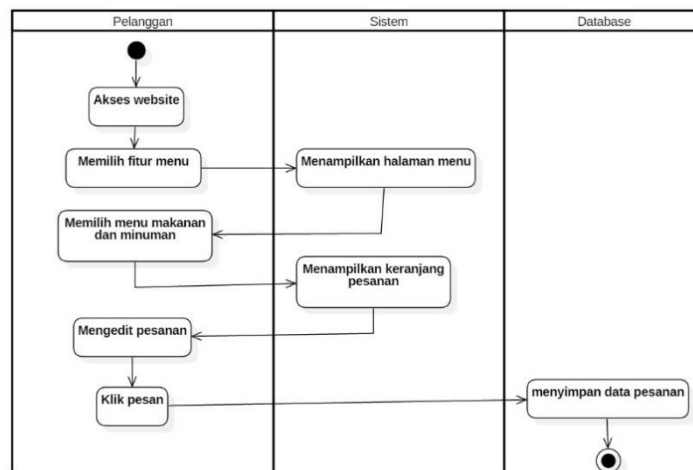 Pelanggan
Sistem
Database
Akses website
Memilih fitur menu
Menampilkan halaman menu
Memilih menu makanan
dan minuman
Menampilkan keranjang
pesanan
Mengedit pesanan
Klik pesan
menyimpan data pesanan